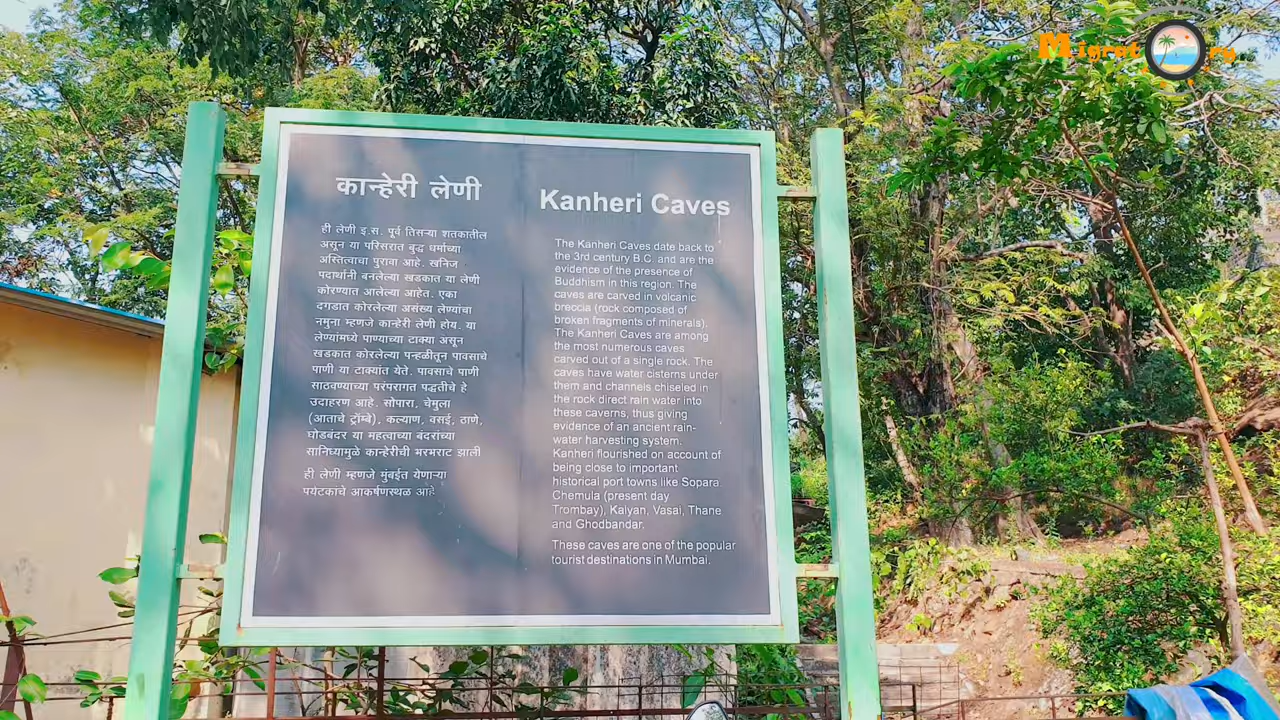 Migratory
कान्हेरी लेणी
ही लेणी इ.स. पूर्व तिसऱ्या शतकातील
असून या परिसरात बुद्ध धर्माच्या
अस्तित्वाचा पुरावा आहे. खनिज
पदार्थांनी बनलेल्या खडकात या लेणी
कोरण्यात आलेल्या आहेत. एका
दगडात कोरलेल्या असंख्य लेण्यांचा
नमुना म्हणजे कान्हेरी लेणी होय. या
लेण्यांमध्ये पाण्याच्या टाक्या असून
खडकात कोरलेल्या पन्हळीतून पावसाचे
पाणी या टाक्यांत येते. पावसाचे पाणी
साठवण्याच्या परंपरागत पद्धतीचे हे
उदाहरण आहे. सोपारा, चेमुला
(आताचे ट्रॉम्बे), कल्याण, वसई, ठाणे,
घोडबंदर या महत्वाच्या बंदरांच्या
सानिध्यामुळे कान्हेरीची भरभराट झाली
ही लेणी म्हणजे मुंबईत येणाऱ्या
पर्यटकांचे आकर्षणस्थळ आहे.
Kanheri Caves
The Kanheri Caves date back to
the 3rd century B.C. and are the
evidence of the presence of
Buddhism in this region. The
caves are carved in volcanic
breccia (rock composed of
broken fragments of minerals).
The Kanheri Caves are among
the most numerous caves
carved out of a single rock. The
caves have water cisterns under
them and channels chiseled in
the rock direct rain water into
these caverns, thus giving
evidence of an ancient rain-
water harvesting system.
Kanheri flourished on account of
being close to important
historical port towns like Sopara,
Chemula (present day
Trombay), Kalyan, Vasai, Thane
and Ghodbandar.
These caves are one of the popular
tourist destinations in Mumbai.